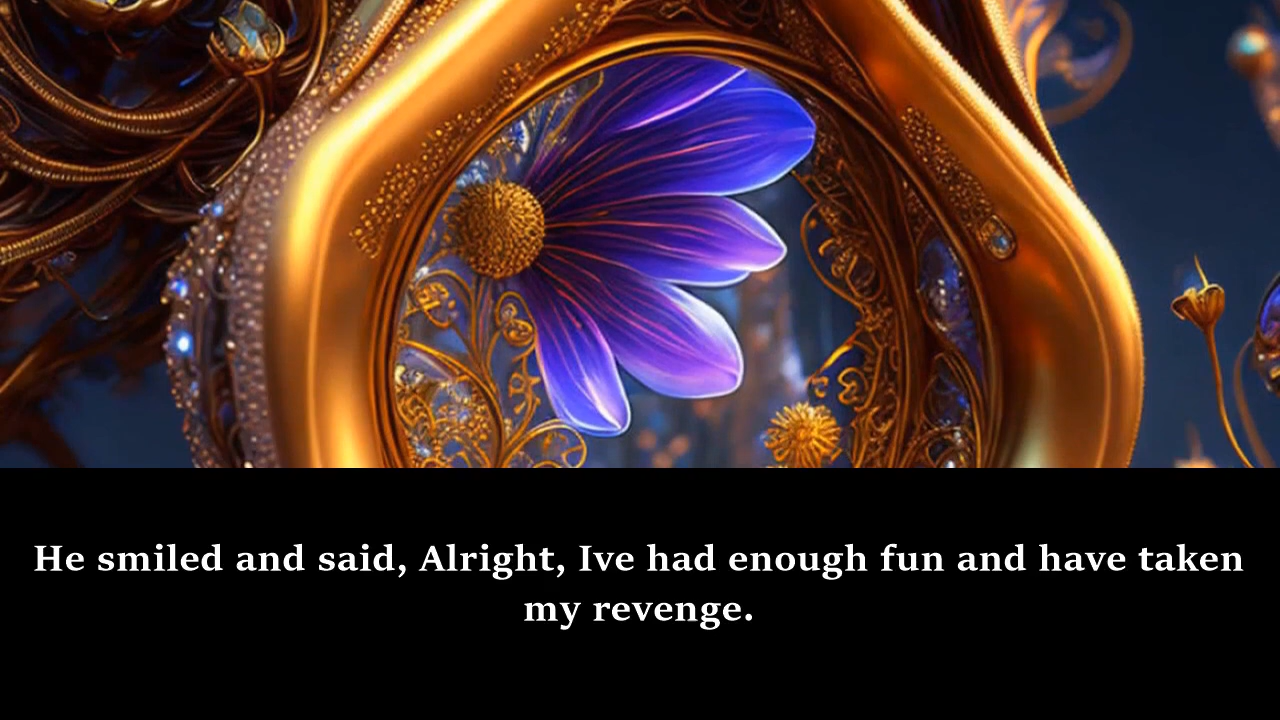 He smiled and said, Alright, Ive had enough fun and have taken
my revenge.